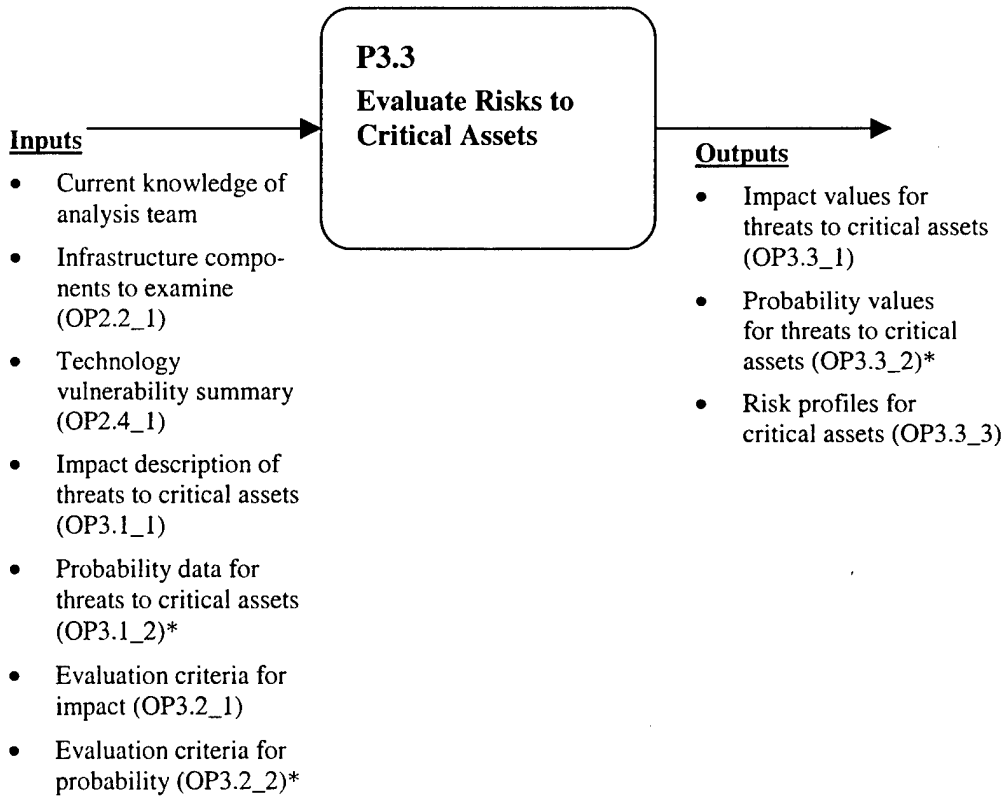 P3.3
Evaluate Risks to
Critical Assets
Inputs
• Current knowledge of
analysis team
• Infrastructure compo-
nents to examine
(OP2.2_1)
• Technology
vulnerability summary
(OP2.4_1)
• Impact description of
threats to critical assets
(OP3.1_1)
• Probability data for
threats to critical assets
(OP3.1_2)*
• Evaluation criteria for
impact (OP3.2_1)
• Evaluation criteria for
probability (OP3.2_2)*
Outputs
• Impact values for
threats to critical assets
(OP3.3_1)
• Probability values
for threats to critical
assets (OP3.3_2)*
• Risk profiles for
critical assets (OP3.3_3)